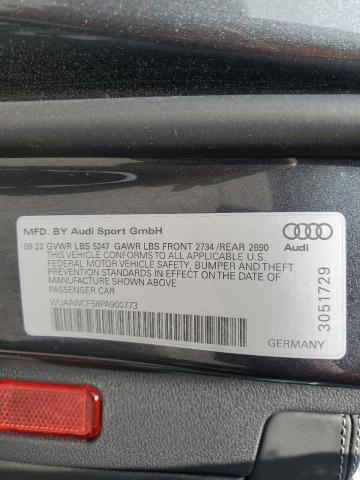 MFD. BY Audi Sport GmbH
09 22 GVWR LBS 5247 GAWR LBS FRONT 2734 /REAR 2690
THIS VEHICLE CONFORMS TO ALL APPLICABLE U.S.
FEDERAL MOTOR VEHICLE SAFETY, BUMPER AND THEFT
PREVENTION STANDARDS IN EFFECT ON THE DATE OF
MANUFACTURE SHOWN ABOVE
PASSENGER CAR
WUAAWCF58PA900773
Audi
3051729
GERMANY